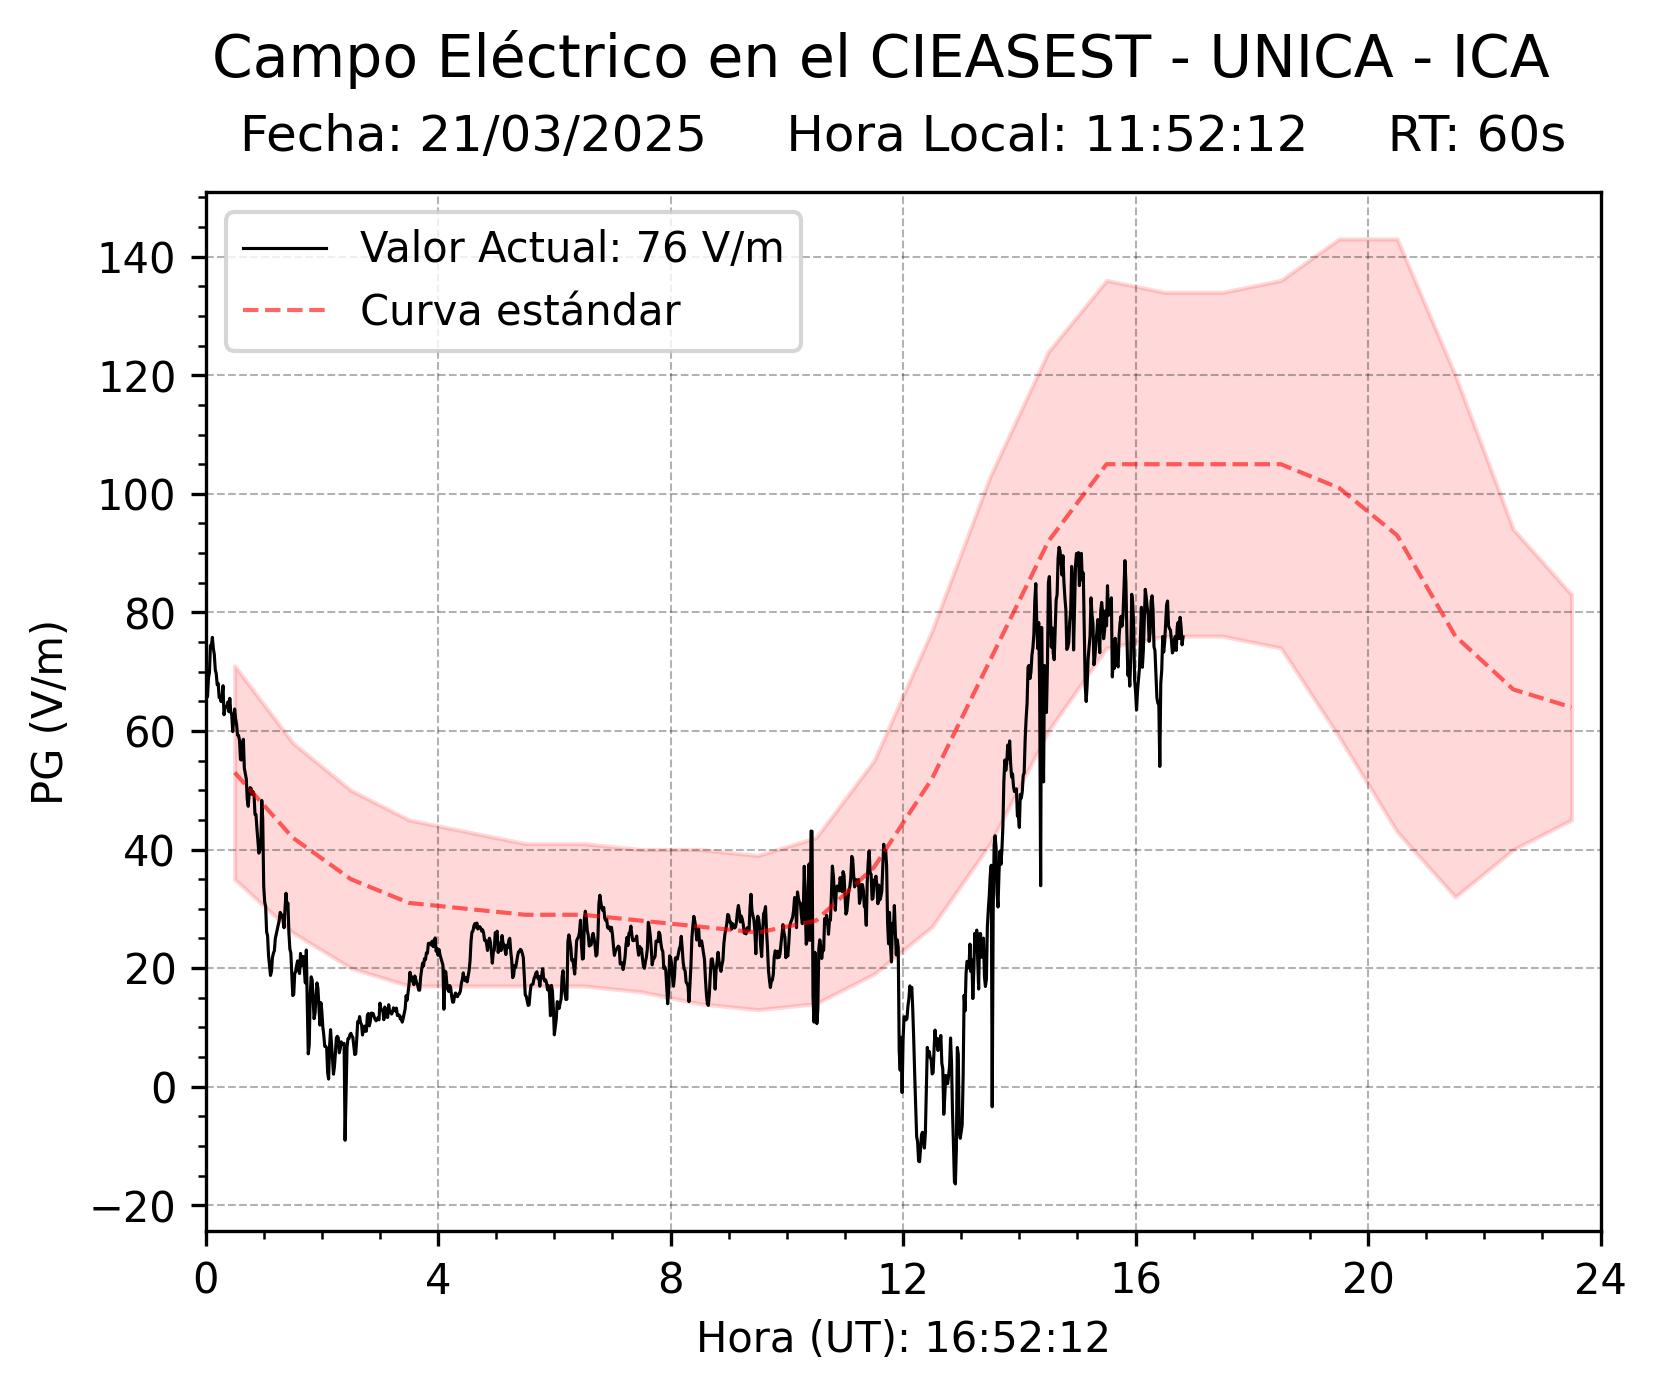 Campo Eléctrico en el CIEASEST - UNICA - ICA
Fecha: 21/03/2025 Hora Local: 11:52:12 RT: 60s
Valor Actual: 76 V/m
Curva estándar
PG (V/m)
140
120
100
80
60
40
20
0
−20
0 4 8 12 16 20 24
Hora (UT): 16:52:12